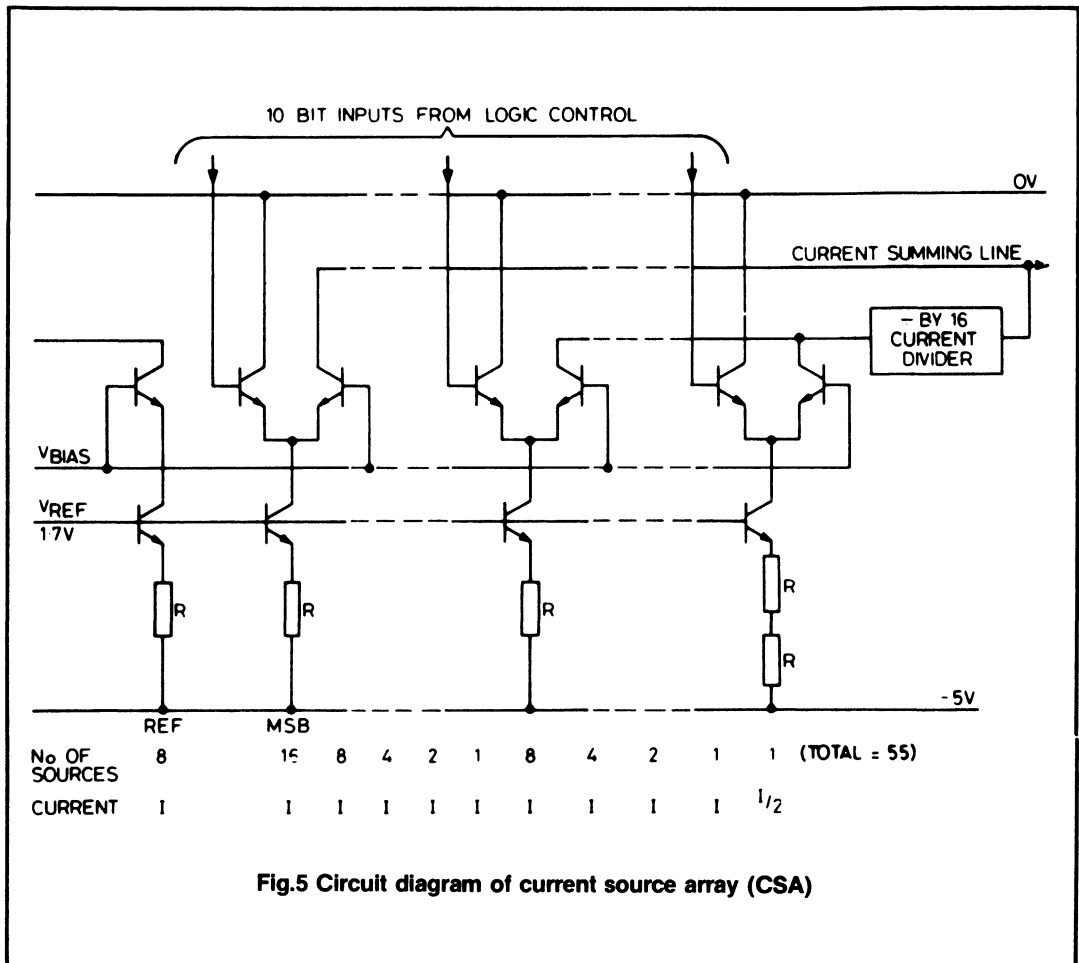 10 BIT INPUTS FROM LOGIC CONTROL
0V
CURRENT SUMMING LINE
– BY 16
CURRENT
DIVIDER
VBIAS
VREF
1·7V
R
R
R
R
R
-5V
REF MSB
No OF SOURCES 8 16 8 4 2 1 8 4 2 1 1 (TOTAL = 55)
CURRENT I I I I I I I I I I I/2
Fig.5 Circuit diagram of current source array (CSA)